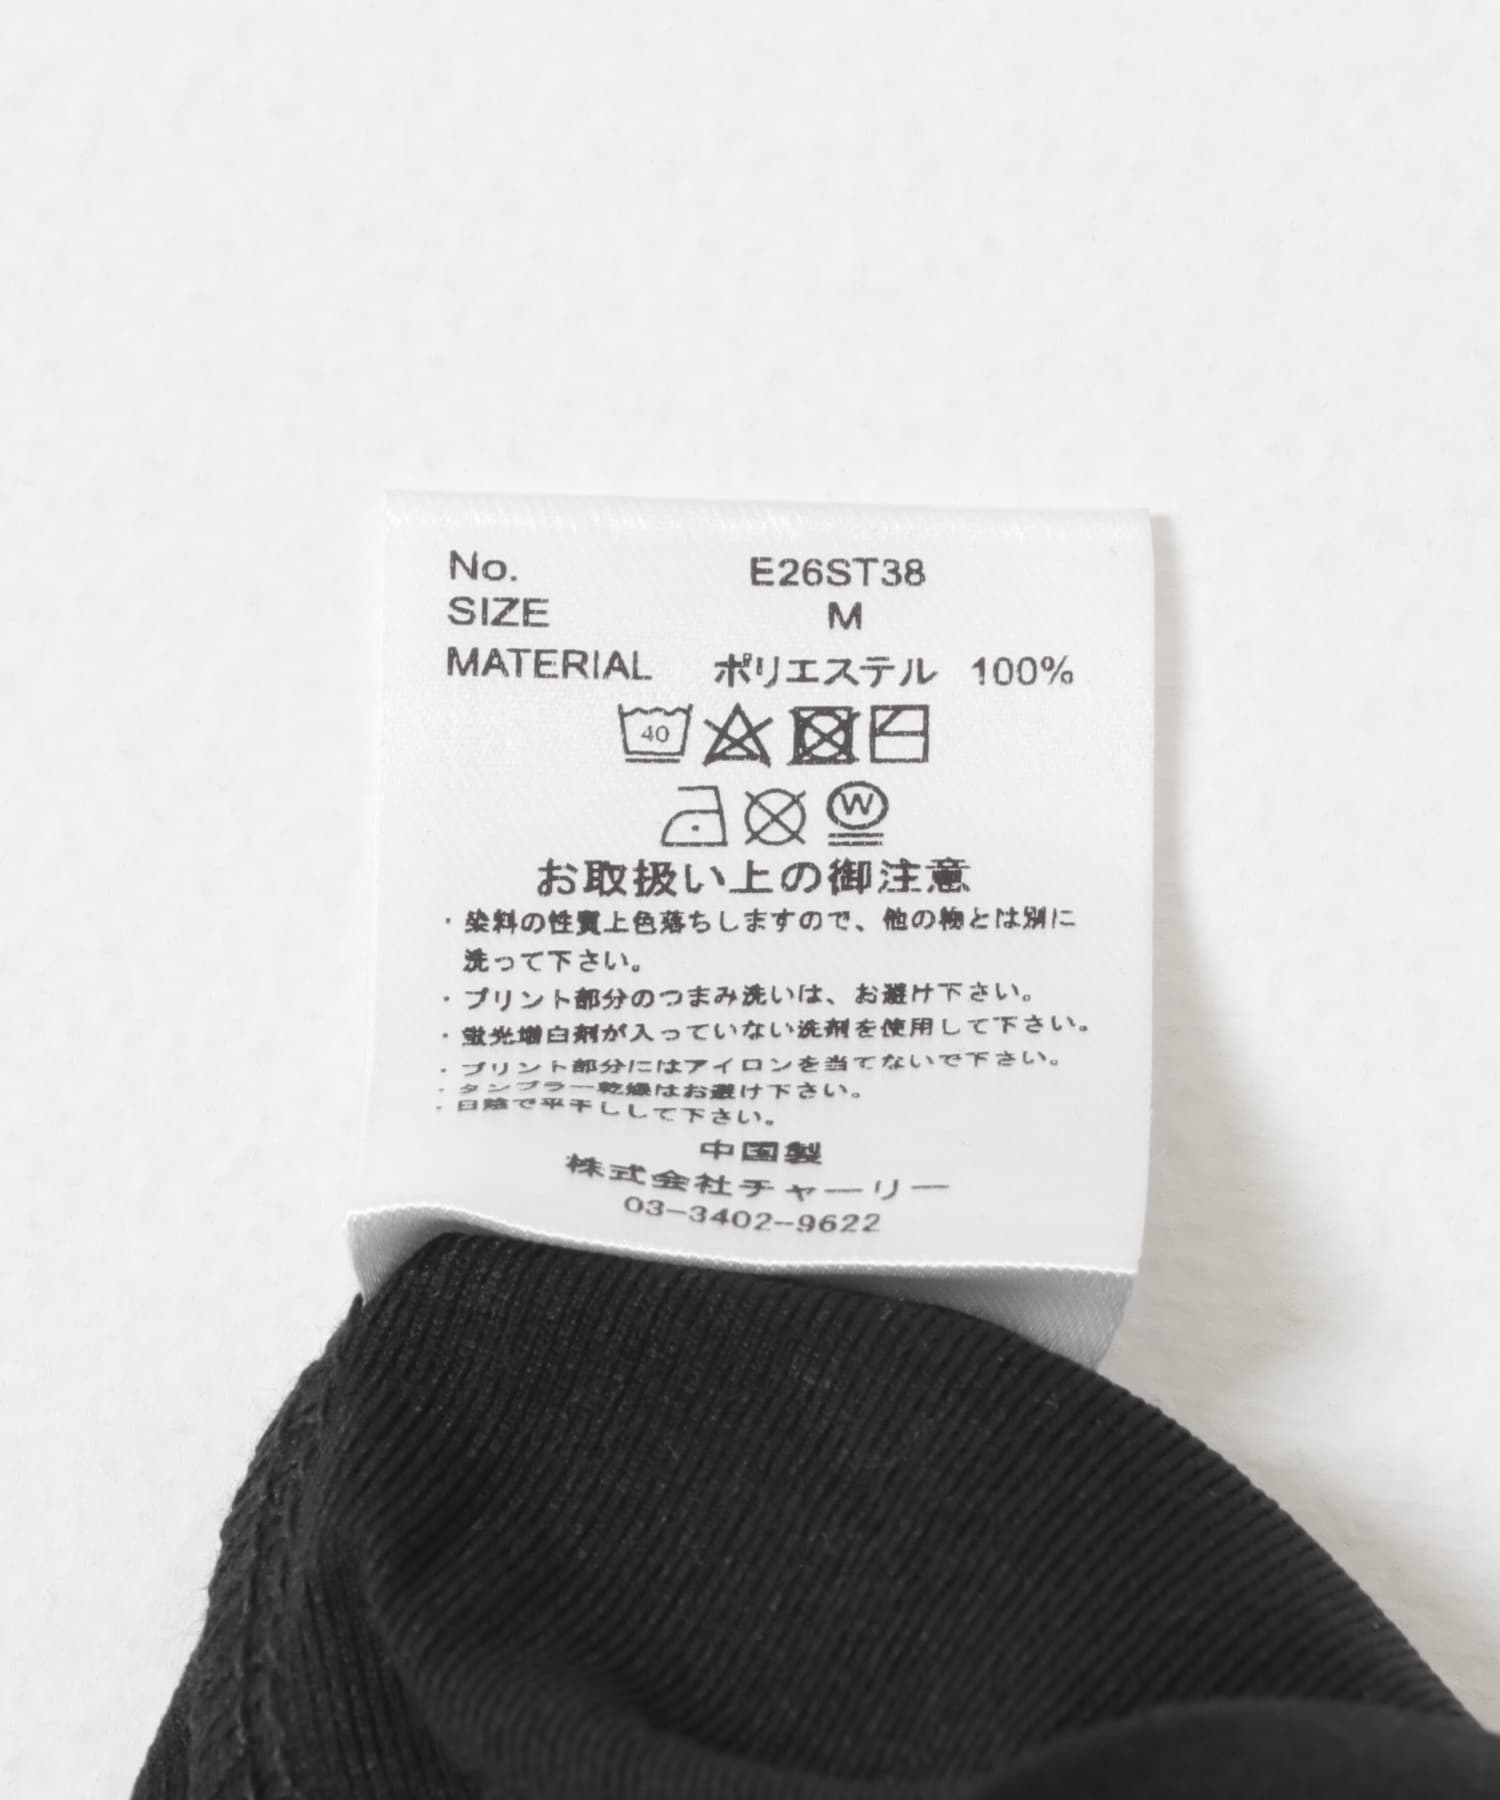 No. E26ST38
SIZE M
MATERIAL ポリエステル 100%
40
W
お取扱い上の御注意
・染料の性質上色落ちしますので、他の物とは別に
洗って下さい。
・プリント部分のつまみ洗いは、お避け下さい。
・蛍光増白剤が入っていない洗剤を使用して下さい。
・プリント部分にはアイロンを当てないで下さい。
・タンブラー乾燥はお避け下さい。
・日陰で平干しして下さい。
中国製
株式会社チャーリー
03-3402-9622